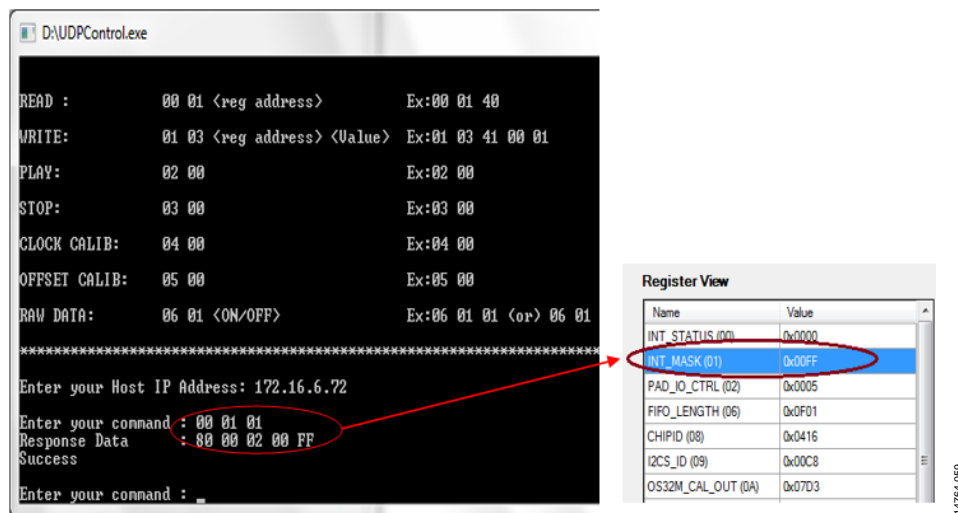 D:\UDPControl.exe
READ : 00 01 <reg address> Ex:00 01 40
WRITE: 01 03 <reg address> <Value> Ex:01 03 41 00 01
PLAY: 02 00 Ex:02 00
STOP: 03 00 Ex:03 00
CLOCK CALIB: 04 00 Ex:04 00
OFFSET CALIB: 05 00 Ex:05 00
RAW DATA: 06 01 <ON/OFF> Ex:06 01 01 (or) 06 01
Enter your Host IP Address: 172.16.6.72
Enter your command : 00 01 01
Response Data : 80 00 02 00 FF
Success
Enter your command : _
Register View
Name Value
INT_STATUS (00) 0x0000
INT_MASK (01) 0x00FF
PAD_IO_CTRL (02) 0x0005
FIFO_LENGTH (06) 0x0F01
CHIPID (08) 0x0416
I2CS_ID (09) 0x00C8
OS32M_CAL_OUT (0A) 0x07D3
14764-059